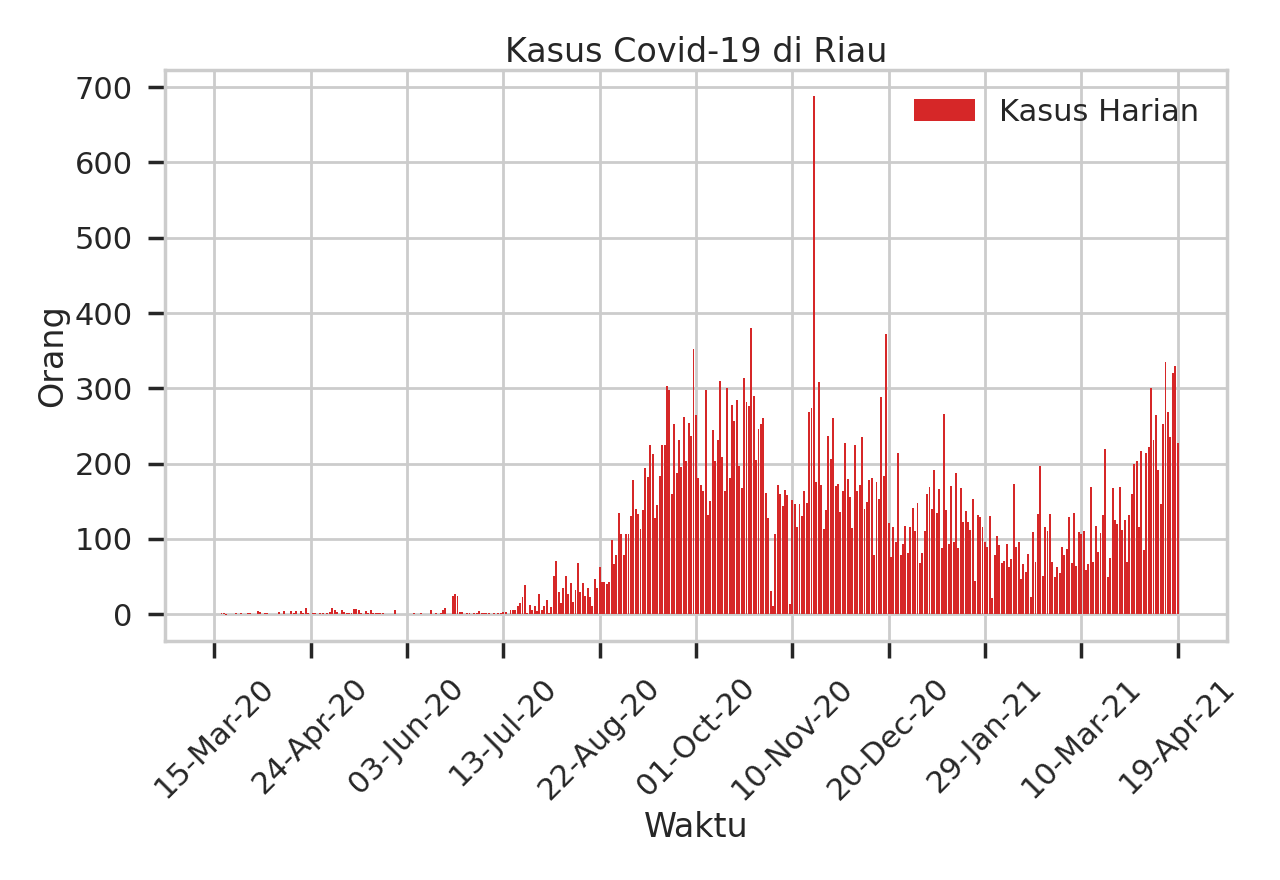 Kasus Covid-19 di Riau
Kasus Harian
Orang
700
600
500
400
300
200
100
0
15-Mar-20
24-Apr-20
03-Jun-20
13-Jul-20
22-Aug-20
01-Oct-20
10-Nov-20
20-Dec-20
29-Jan-21
10-Mar-21
19-Apr-21
Waktu